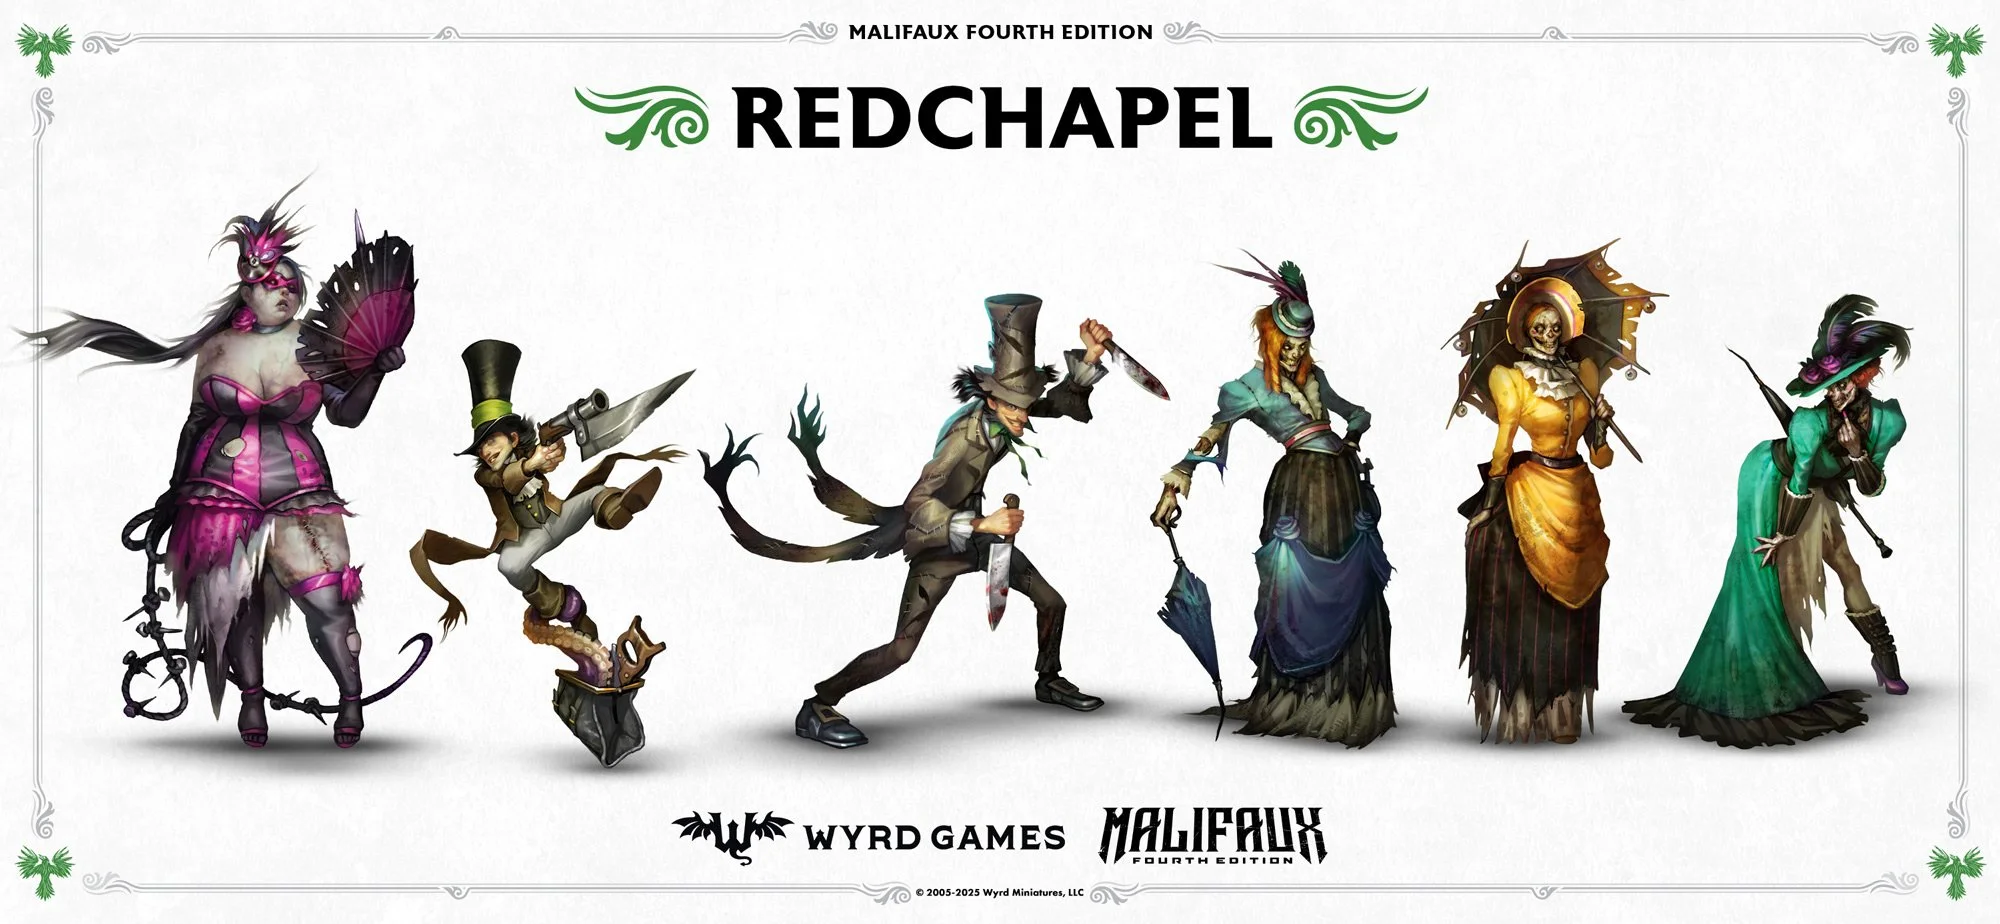 MALIFAUX FOURTH EDITION
REDCHAPEL
WYRD GAMES
MALIFAUX
FOURTH EDITION
© 2005-2025 Wyrd Miniatures, LLC